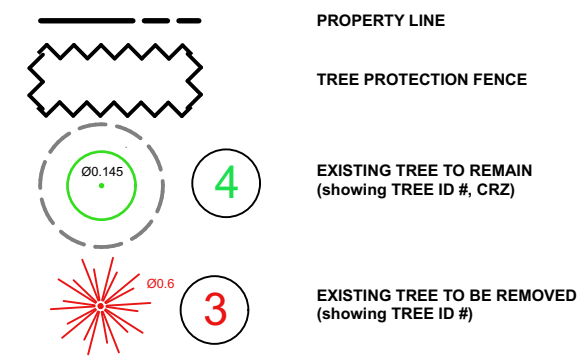 PROPERTY LINE
TREE PROTECTION FENCE
Ø0.145
4
EXISTING TREE TO REMAIN
(showing TREE ID #, CRZ)
Ø0.6
3
EXISTING TREE TO BE REMOVED
(showing TREE ID #)